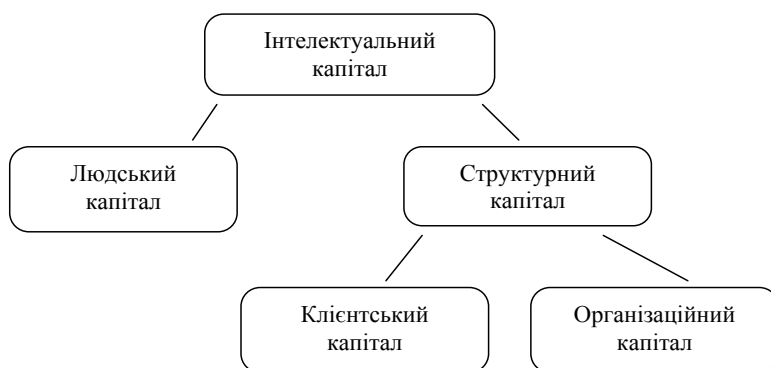 Інтелектуальний
капітал
Людський
капітал
Структурний
капітал
Клієнтський
капітал
Організаційний
капітал